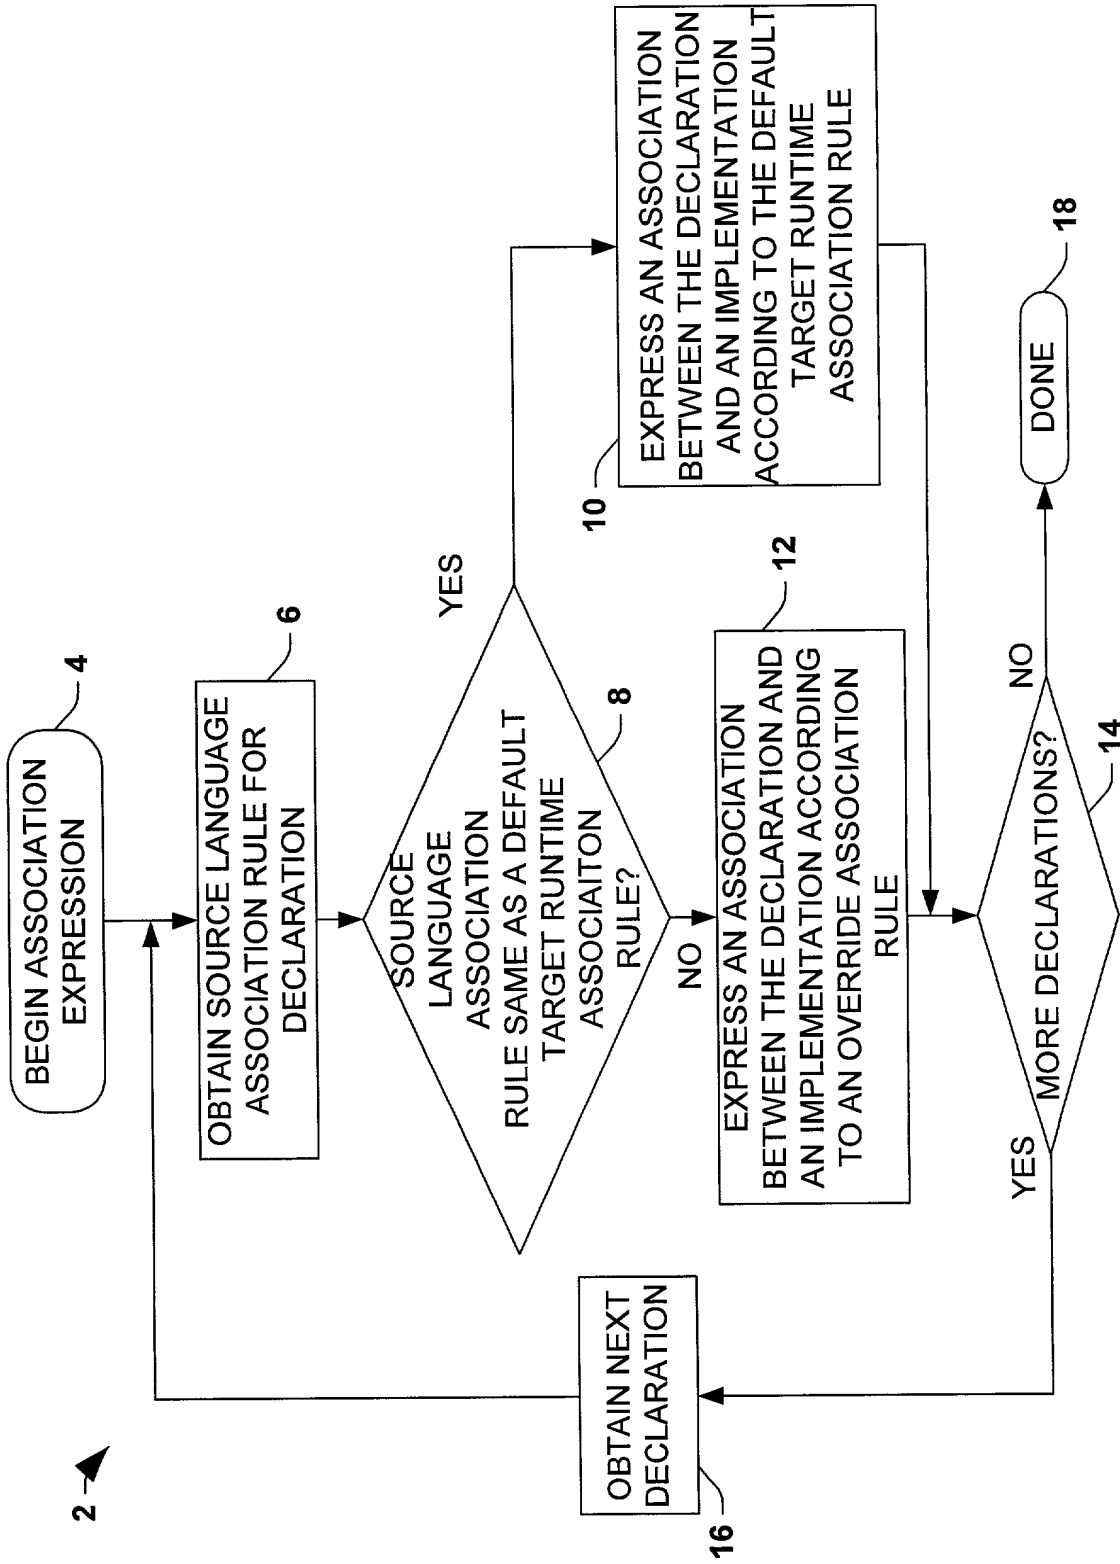 2
BEGIN ASSOCIATION
EXPRESSION
4
OBTAIN SOURCE LANGUAGE
ASSOCIATION RULE FOR
DECLARATION
6
SOURCE
LANGUAGE
ASSOCIATION
RULE SAME AS A DEFAULT
TARGET RUNTIME
ASSOCIAITON
RULE?
8
YES
NO
EXPRESS AN ASSOCIATION
BETWEEN THE DECLARATION
AND AN IMPLEMENTATION
ACCORDING TO THE DEFAULT
TARGET RUNTIME
ASSOCIATION RULE
10
EXPRESS AN ASSOCIATION
BETWEEN THE DECLARATION AND
AN IMPLEMENTATION ACCORDING
TO AN OVERRIDE ASSOCIATION
RULE
12
MORE DECLARATIONS?
14
YES
NO
OBTAIN NEXT
DECLARATION
16
DONE
18